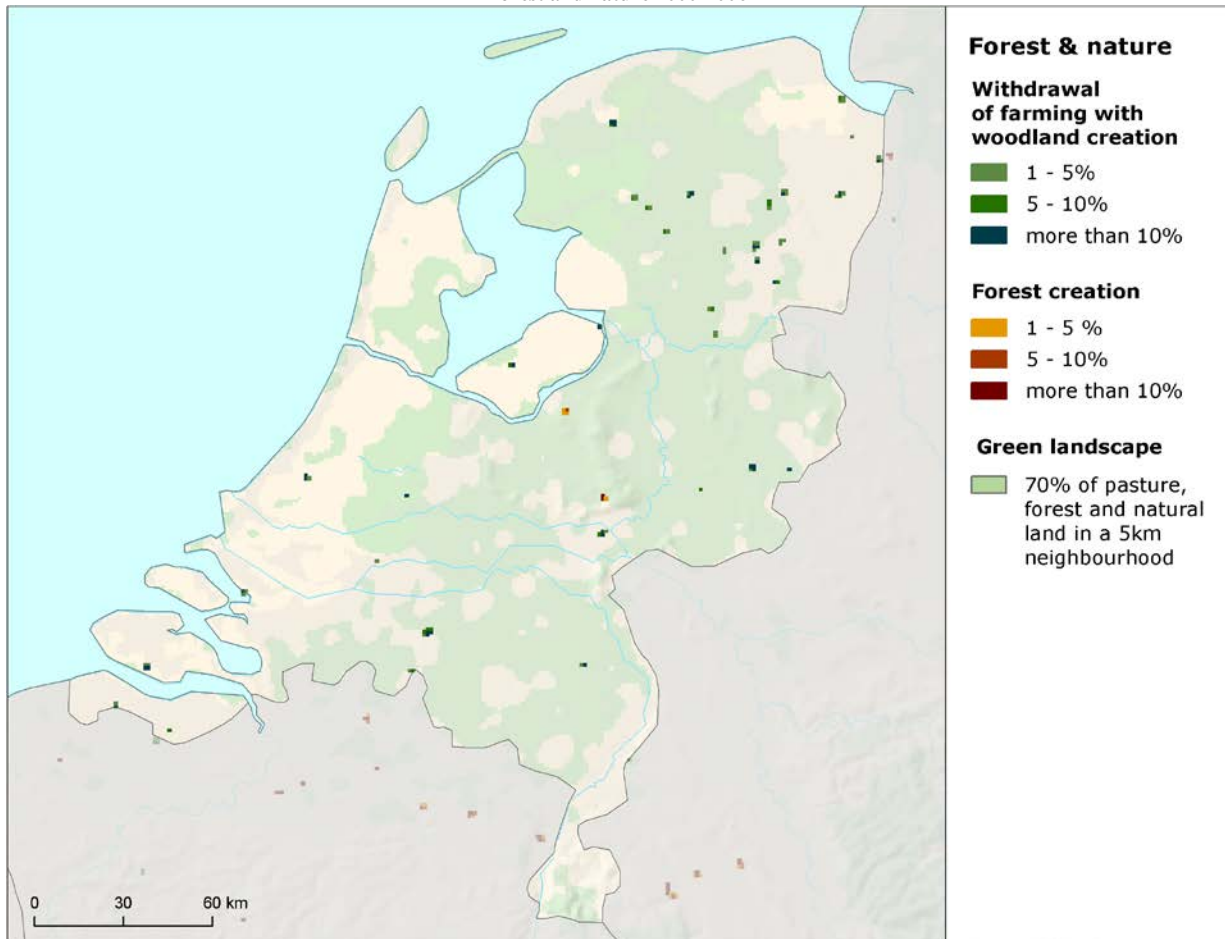 Forest & nature
Withdrawal
of farming with
woodland creation
1 - 5%
5 - 10%
more than 10%
Forest creation
1 - 5 %
5 - 10%
more than 10%
Green landscape
70% of pasture,
forest and natural
land in a 5km
neighbourhood
0 30 60 km